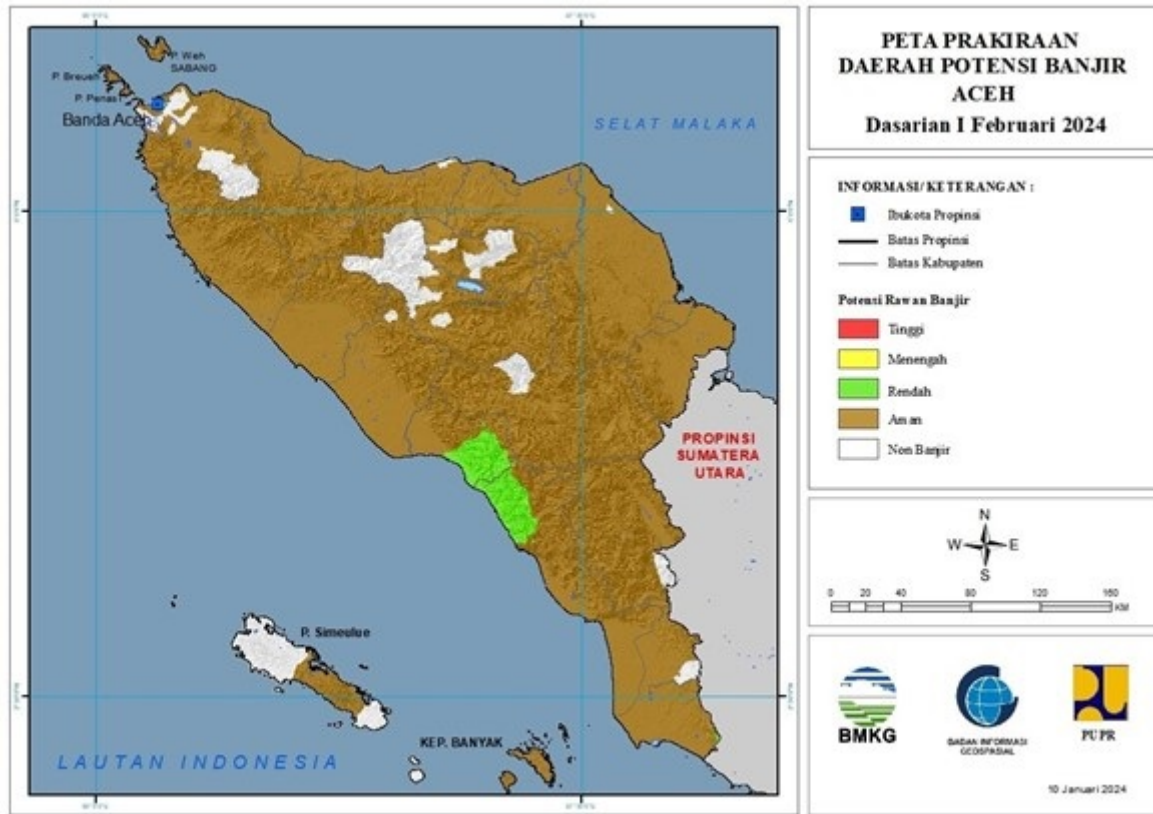 PETA PRAKIRAAN
DAERAH POTENSI BANJIR
ACEH
Dasarian I Februari 2024
INFORMASI/ KETERANGAN :
Ibukota Propinsi
Batas Propinsi
Batas Kabupaten
Potensi Rawan Banjir
Tinggi
Menengah
Rendah
Aman
Non Banjir
P. Weh
SABANG
P. Breueh
P. Penasi
Banda Aceh
SELAT MALAKA
PROPINSI
SUMATERA
UTARA
P. Simeulue
KEP. BANYAK
LAUTAN INDONESIA
N
W E
S
0 20 40 80 120 160
KM
BMKG
BADAN INFORMASI
GEOSPASIAL
PUPR
10 Januari 2024